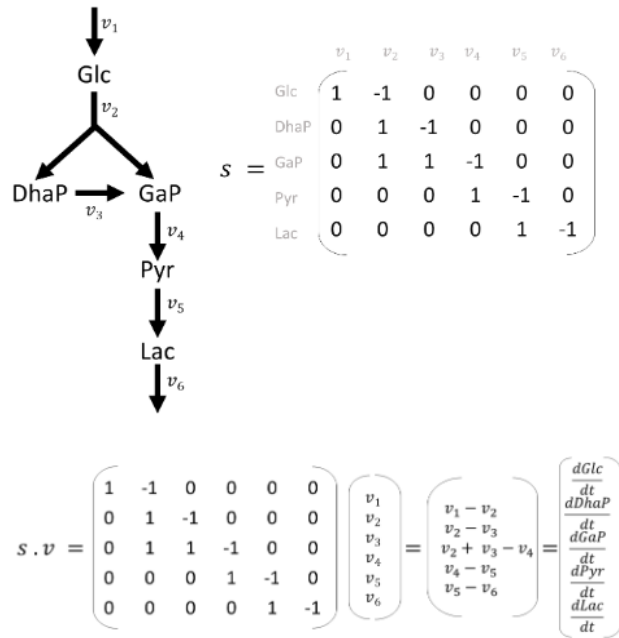 v₁
Glc
v₂
DhaP v₃ GaP
v₄
Pyr
v₅
Lac
v₆
v₁ v₂ v₃ v₄ v₅ v₆
Glc 1 -1 0 0 0 0
DhaP 0 1 -1 0 0 0
s = GaP 0 1 1 -1 0 0
Pyr 0 0 0 1 -1 0
Lac 0 0 0 0 1 -1
s . v =
1 -1 0 0 0 0
0 1 -1 0 0 0
0 1 1 -1 0 0
0 0 0 1 -1 0
0 0 0 0 1 -1
v₁
v₂
v₃
v₄
v₅
v₆
=
v₁ − v₂
v₂ − v₃
v₂ + v₃ − v₄
v₄ − v₅
v₅ − v₆
=
dGlc
dt
dDhaP
dt
dGaP
dt
dPyr
dt
dLac
dt